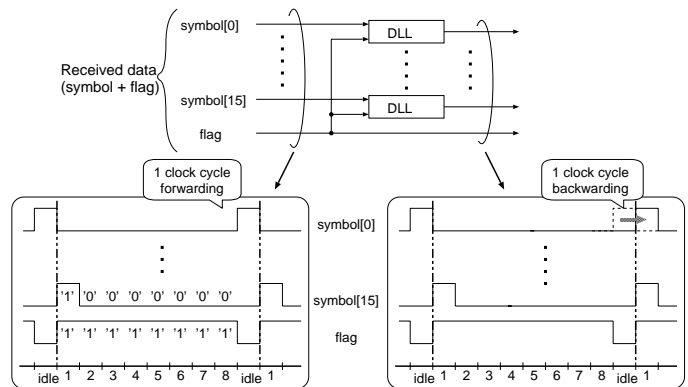 symbol[0]
DLL
Received data
(symbol + flag)
symbol[15]
DLL
flag
1 clock cycle
forwarding
1 clock cycle
backwarding
symbol[0]
'1' '0' '0' '0' '0' '0' '0' '0'
symbol[15]
'1' '1' '1' '1' '1' '1' '1' '1'
flag
idle 1 2 3 4 5 6 7 8 idle 1
idle 1 2 3 4 5 6 7 8 idle 1